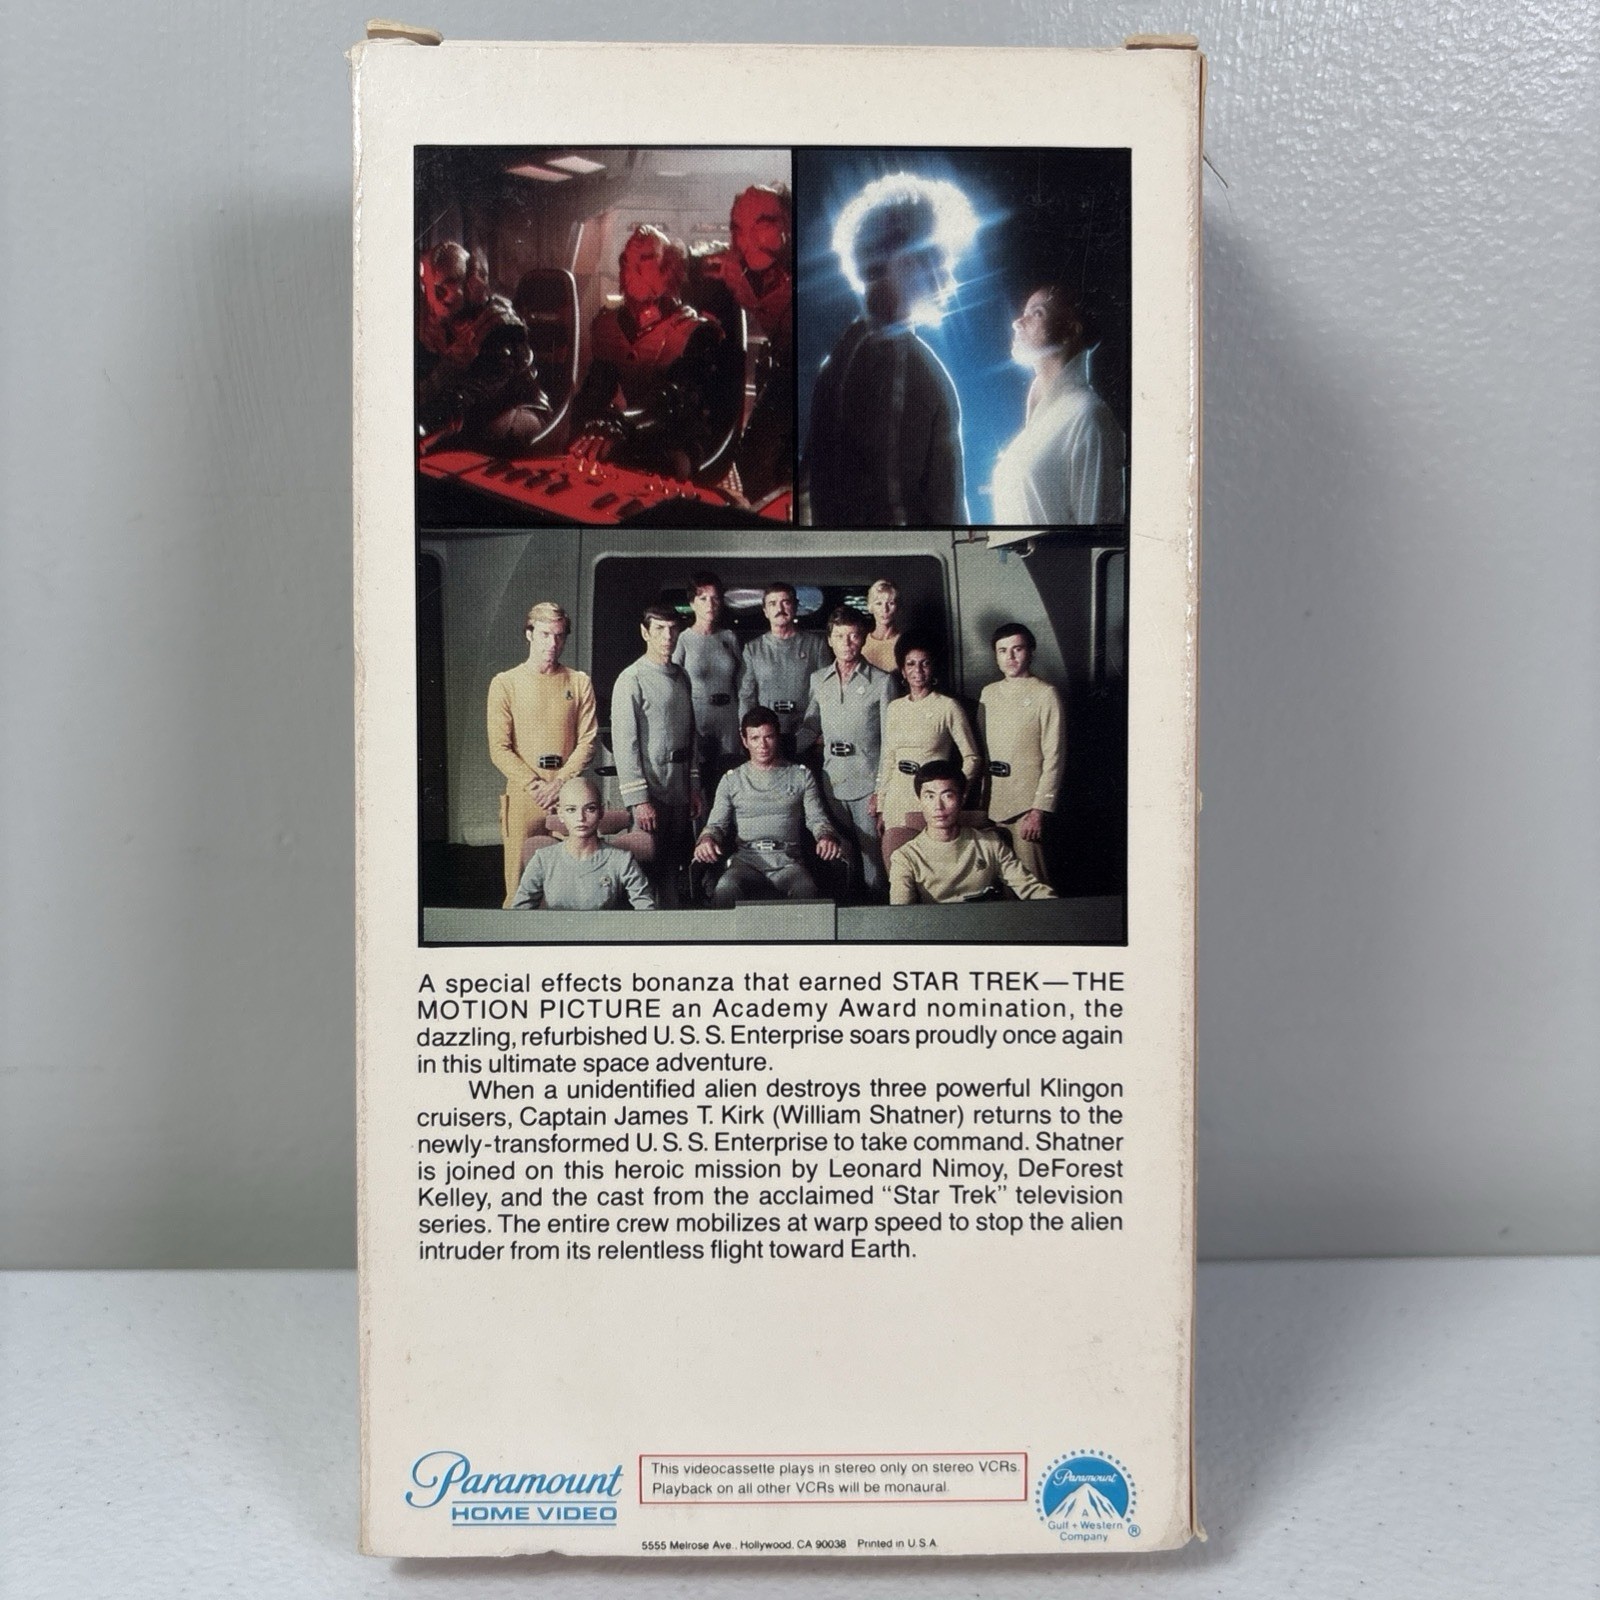 A special effects bonanza that earned STAR TREK—THE
MOTION PICTURE an Academy Award nomination, the
dazzling, refurbished U. S. S. Enterprise soars proudly once again
in this ultimate space adventure.
When a unidentified alien destroys three powerful Klingon
cruisers, Captain James T. Kirk (William Shatner) returns to the
newly-transformed U. S. S. Enterprise to take command. Shatner
is joined on this heroic mission by Leonard Nimoy, DeForest
Kelley, and the cast from the acclaimed “Star Trek” television
series. The entire crew mobilizes at warp speed to stop the alien
intruder from its relentless flight toward Earth.
Paramount
HOME VIDEO
This videocassette plays in stereo only on stereo VCRs.
Playback on all other VCRs will be monaural.
Paramount
A
Gulf + Western
Company
®
5555 Melrose Ave., Hollywood, CA 90038 Printed in U.S.A.